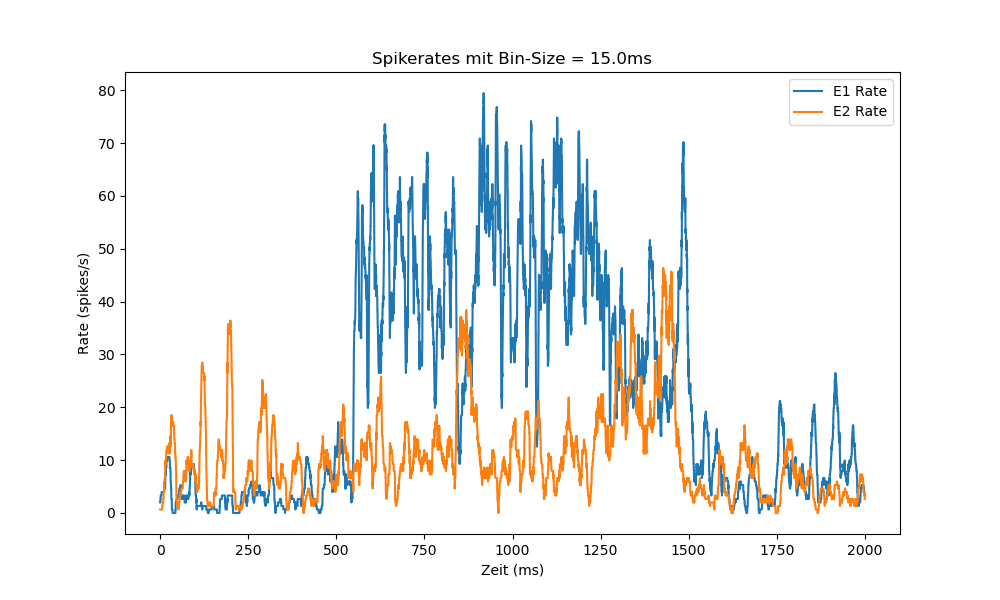 Spikerates mit Bin-Size = 15.0ms
E1 Rate
E2 Rate
80
70
60
50
40
30
20
10
0
Rate (spikes/s)
0 250 500 750 1000 1250 1500 1750 2000
Zeit (ms)